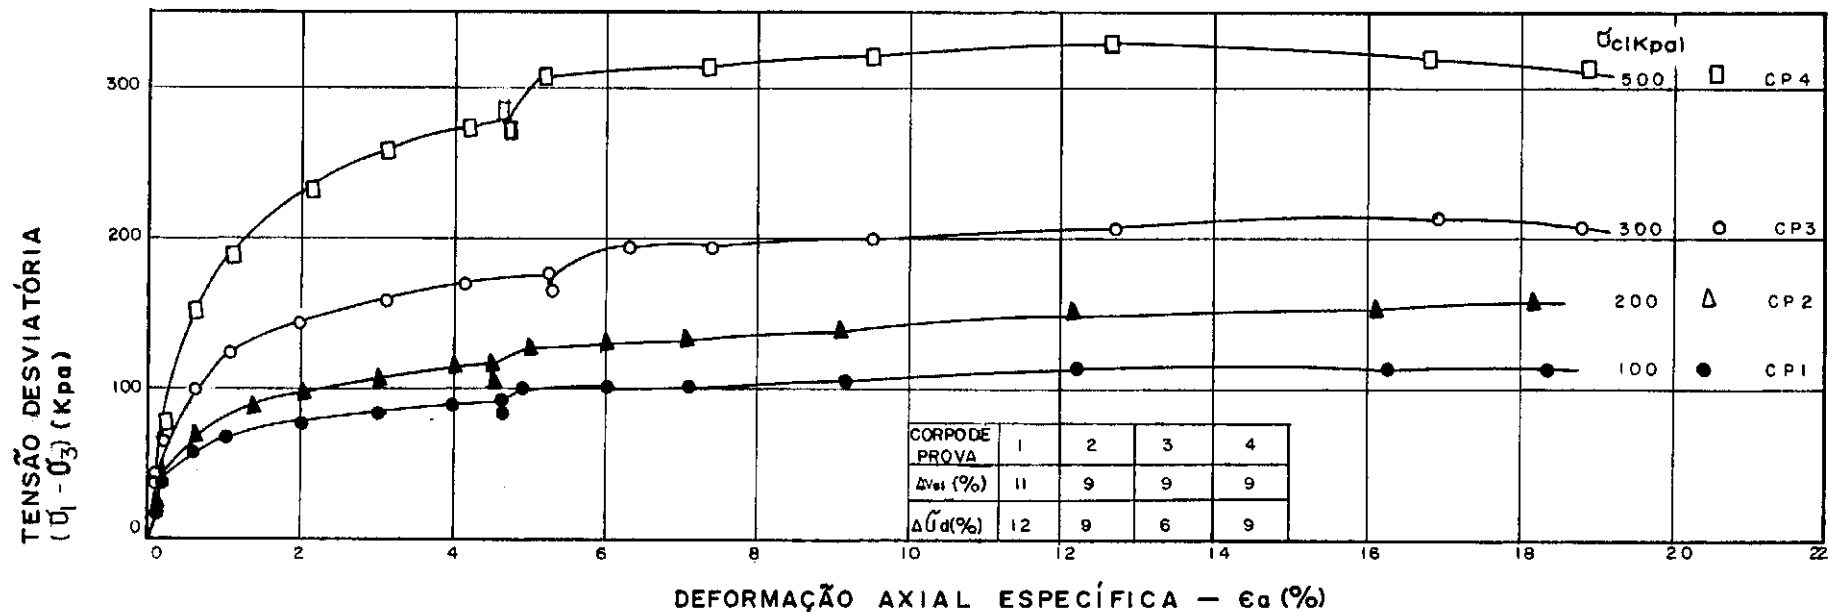 TENSÃO DESVIATÓRIA
(σ1 - σ3) (Kpa)
300
200
100
0
σc(Kpa)
500 CP4
300 CP3
200 CP2
100 CP1
CORPO DE PROVA 1 2 3 4
(%) 11 9 9 9
Δσd(%) 12 9 6 9
0 2 4 6 8 10 12 14 16 18 20 22
DEFORMAÇÃO AXIAL ESPECÍFICA - ϵa (%)